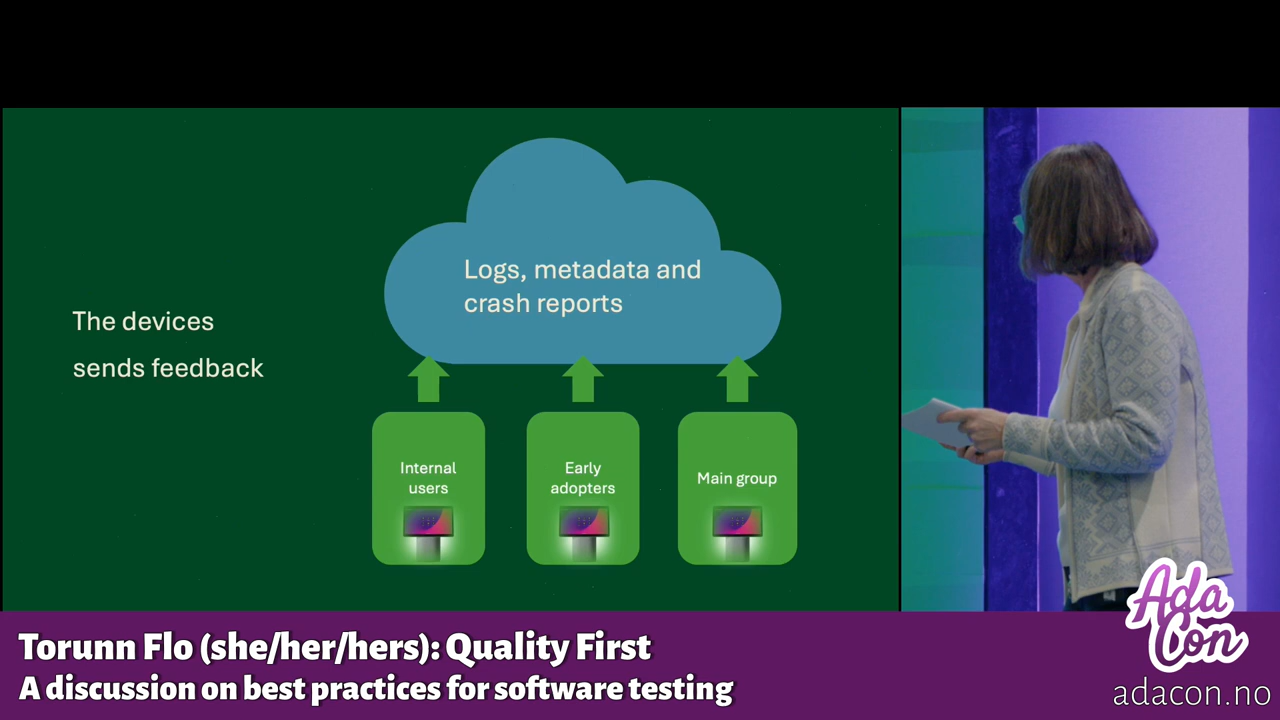 The devices
sends feedback
Logs, metadata and
crash reports
Internal
users
Early
adopters
Main group
Torunn Flo (she/her/hers): Quality First
A discussion on best practices for software testing
Ada
Con
adacon.no